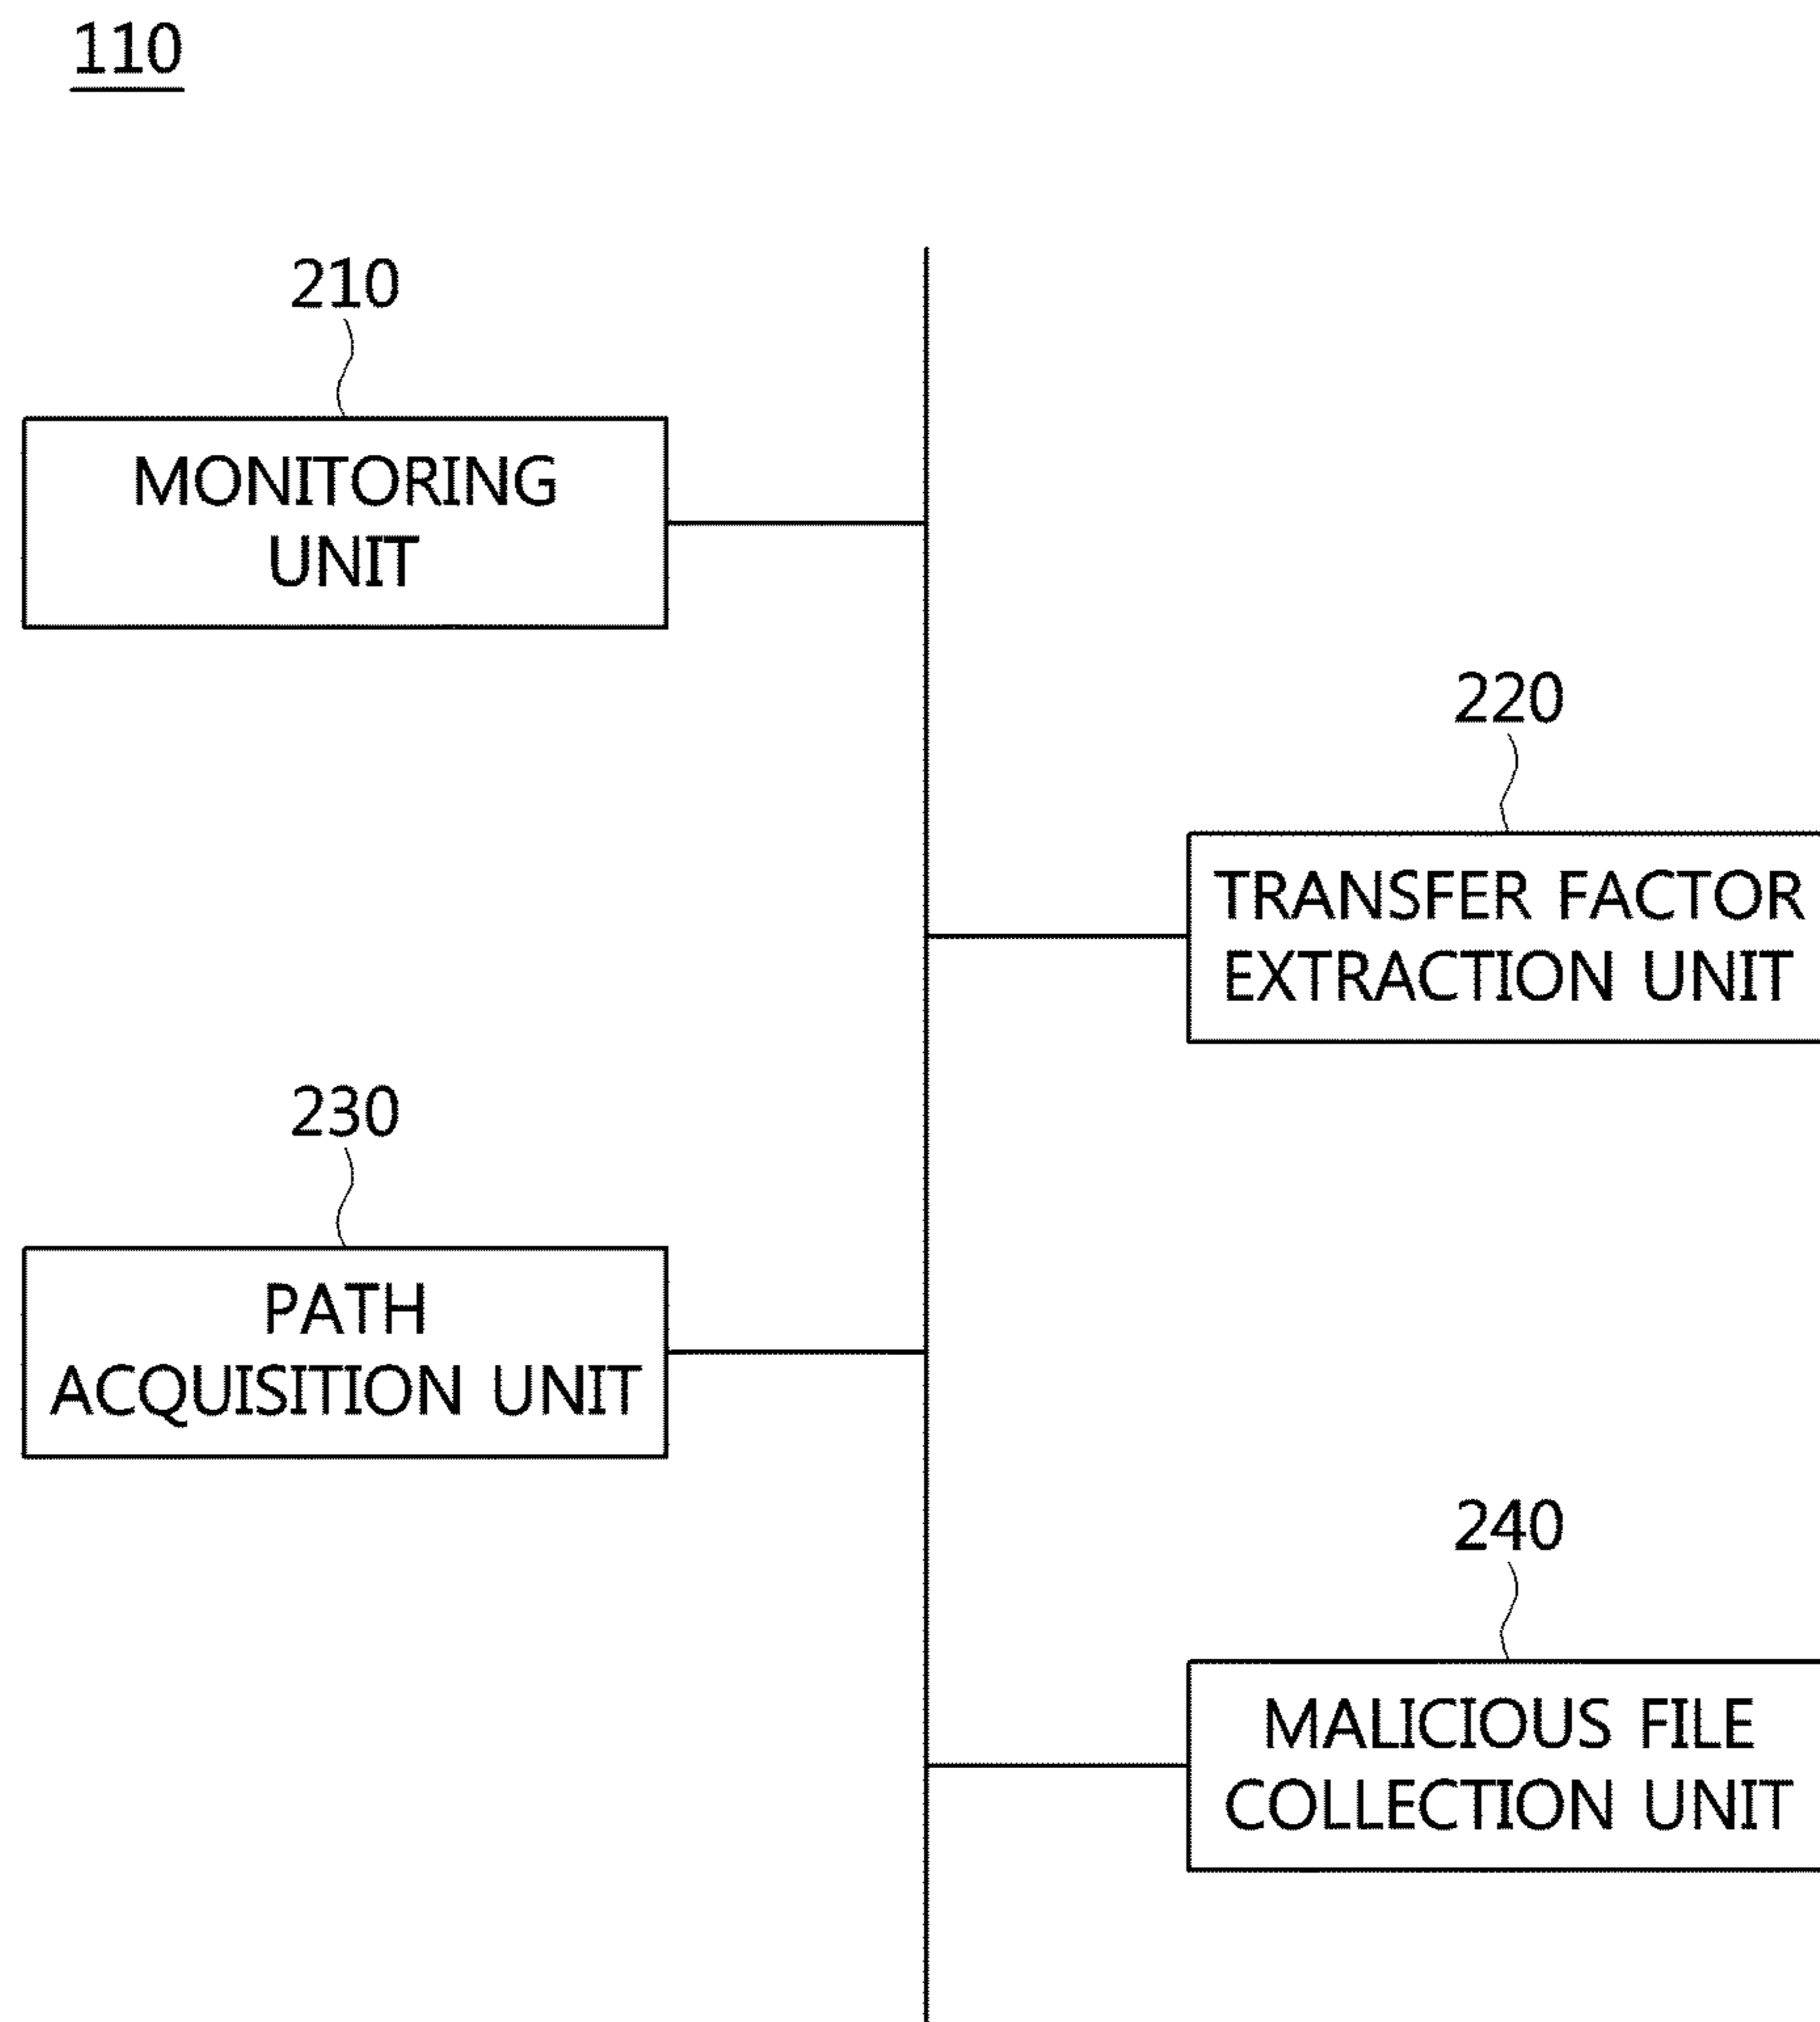 110
210
MONITORING
UNIT
220
TRANSFER FACTOR
EXTRACTION UNIT
230
PATH
ACQUISITION UNIT
240
MALICIOUS FILE
COLLECTION UNIT